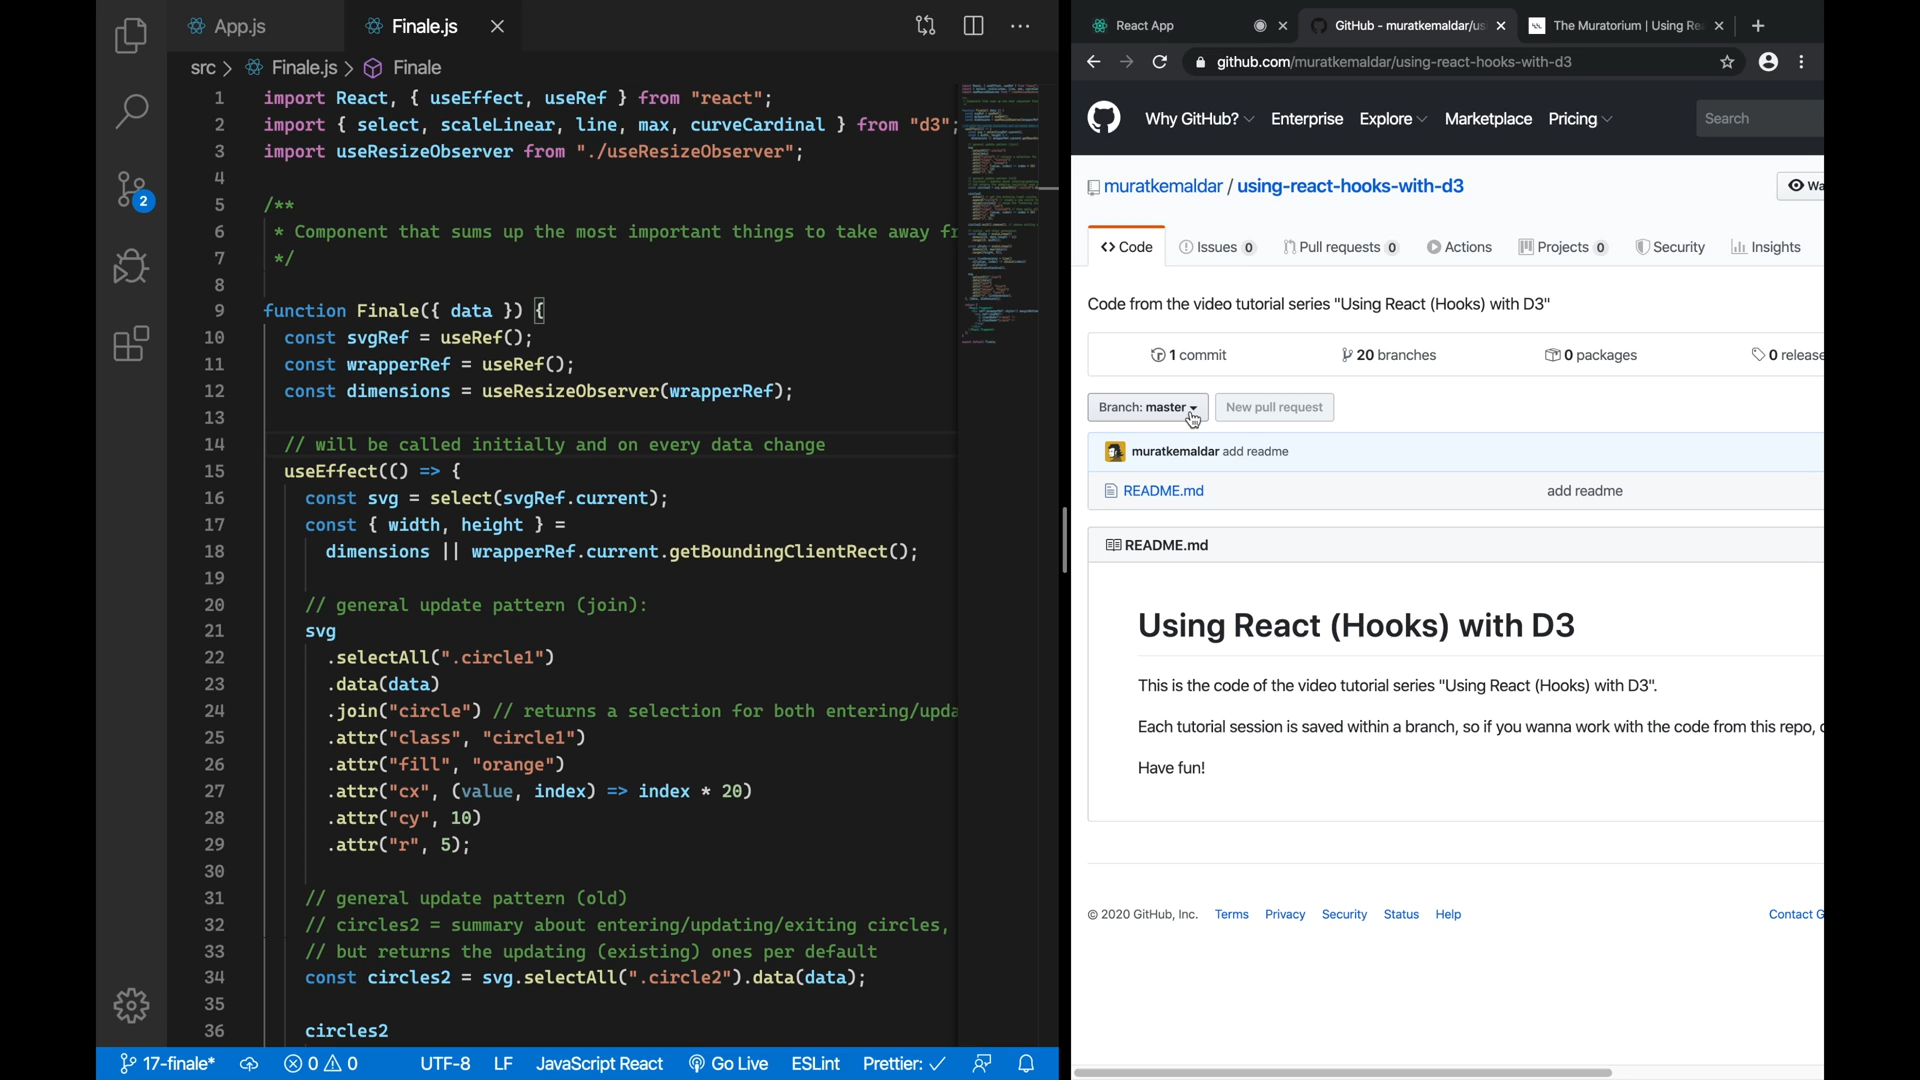 App.js
Finale.js
src > Finale.js > Finale
1 import React, { useEffect, useRef } from "react";
2 import { select, scaleLinear, line, max, curveCardinal } from "d3";
3 import useResizeObserver from "./useResizeObserver";
4
5 /**
6 * Component that sums up the most important things to take away fr
7 */
8
9 function Finale({ data }) {
10 const svgRef = useRef();
11 const wrapperRef = useRef();
12 const dimensions = useResizeObserver(wrapperRef);
13
14 // will be called initially and on every data change
15 useEffect(() => {
16 const svg = select(svgRef.current);
17 const { width, height } =
18 dimensions || wrapperRef.current.getBoundingClientRect();
19
20 // general update pattern (join):
21 svg
22 .selectAll(".circle1")
23 .data(data)
24 .join("circle") // returns a selection for both entering/upda
25 .attr("class", "circle1")
26 .attr("fill", "orange")
27 .attr("cx", (value, index) => index * 20)
28 .attr("cy", 10)
29 .attr("r", 5);
30
31 // general update pattern (old)
32 // circles2 = summary about entering/updating/exiting circles,
33 // but returns the updating (existing) ones per default
34 const circles2 = svg.selectAll(".circle2").data(data);
35
36 circles2
2
17-finale* 0 0 UTF-8 LF JavaScript React Go Live ESLint Prettier: ✓
React App
GitHub - muratkemaldar/us
The Muratorium | Using Re
github.com/muratkemaldar/using-react-hooks-with-d3
Why GitHub? Enterprise Explore Marketplace Pricing Search
muratkemaldar / using-react-hooks-with-d3
Wa
Code Issues 0 Pull requests 0 Actions Projects 0 Security Insights
Code from the video tutorial series "Using React (Hooks) with D3"
1 commit 20 branches 0 packages 0 release
Branch: master New pull request
muratkemaldar add readme
README.md add readme
README.md
Using React (Hooks) with D3
This is the code of the video tutorial series "Using React (Hooks) with D3".
Each tutorial session is saved within a branch, so if you wanna work with the code from this repo,
Have fun!
© 2020 GitHub, Inc. Terms Privacy Security Status Help Contact G